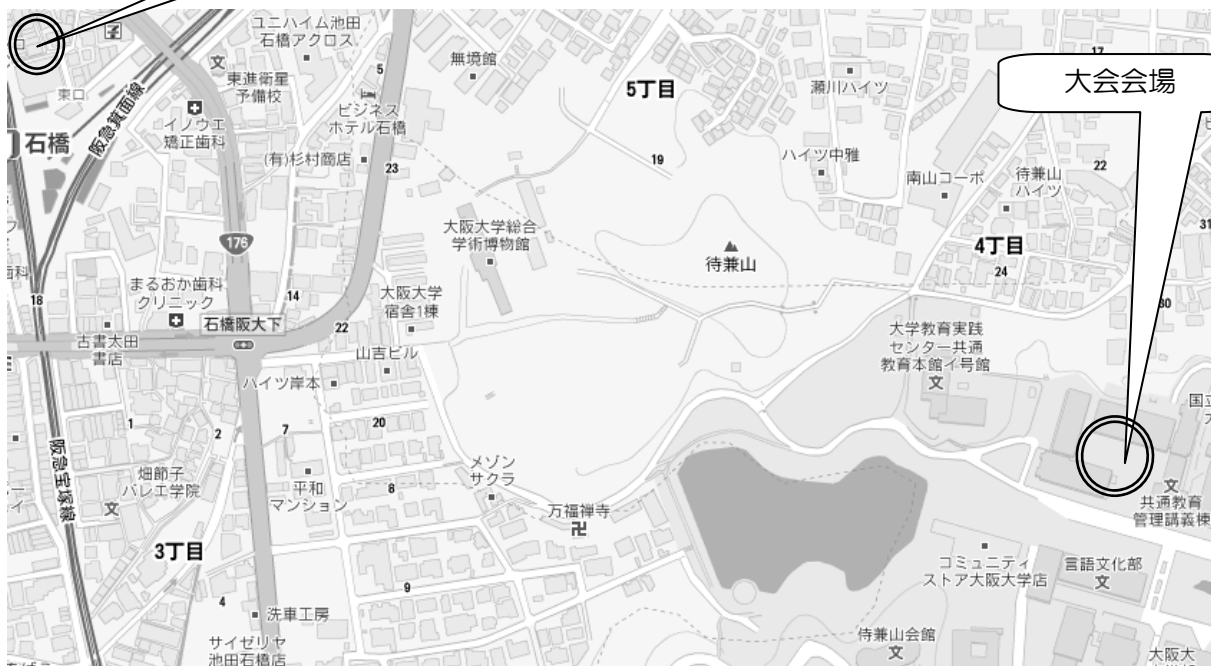 ユニハイム池田
石橋アクロス
無境館
17
大会会場
5丁目
瀬川ハイツ
東進衛星
予備校
5
東口
阪急箕面線
イノウエ
矯正歯科
ビジネス
ホテル石橋
石橋
(有)杉村商店
23
19
ハイツ中雅
南山コーポ
待兼山
ハイツ
22
31
大阪大学総合
学術博物館
176
待兼山
4丁目
24
歯科
18
まるおか歯科
クリニック
14
大阪大学
宿舎1棟
30
石橋阪大下
22
古書太田
書店
山吉ビル
大学教育実践
センター共通
教育本館イ号館
文
ハイツ岸本
国立
1
2
7
20
阪急宝塚線
畑節子
バレエ学院
文
平和
マンション
8
メゾン
サクラ
万福禅寺
共通教育
管理講義棟
文
3丁目
コミュニティ
ストア大阪大学店
言語文化部
文
9
4
洗車工房
サイゼリヤ
池田石橋店
待兼山会館
文
大阪大